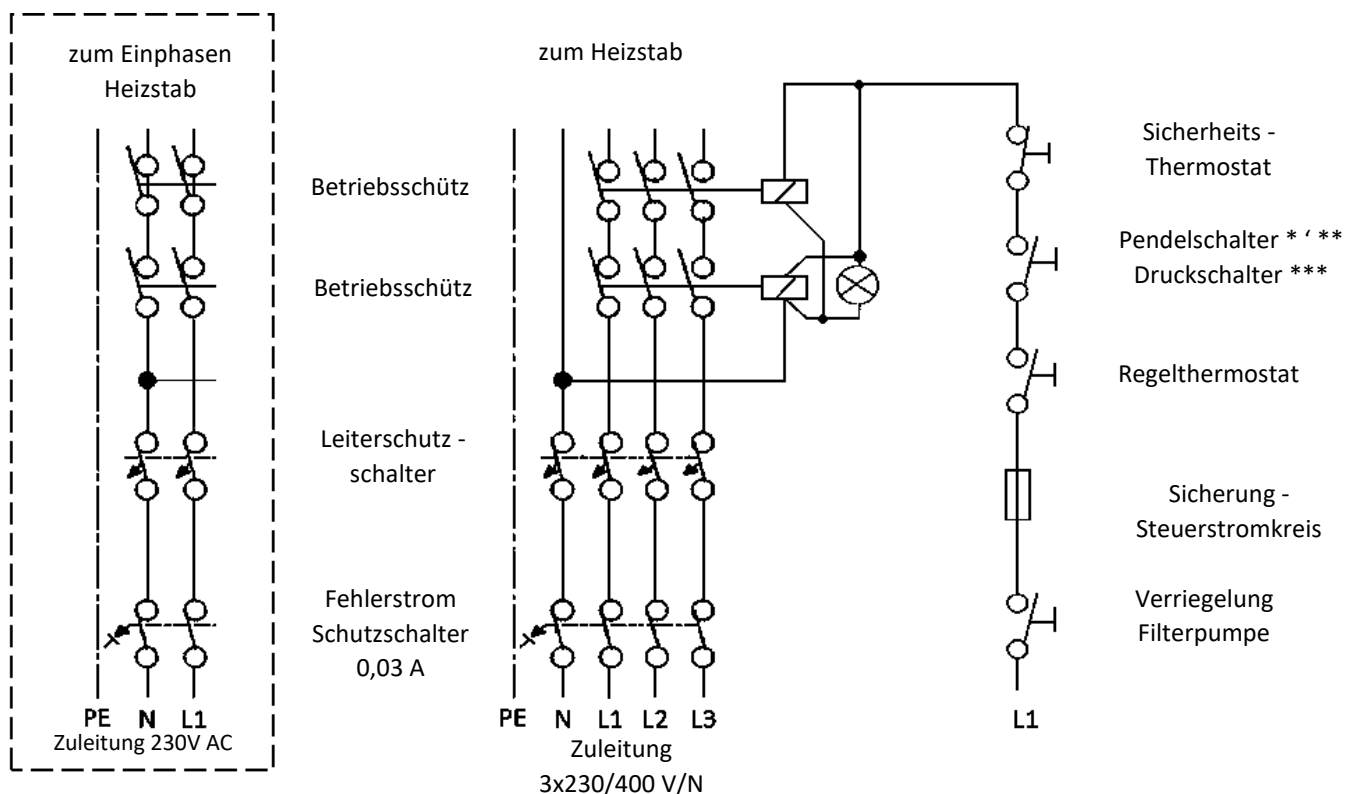 zum Einphasen
Heizstab
zum Heizstab
Betriebsschütz
Betriebsschütz
Leiterschutz -
schalter
Fehlerstrom
Schutzschalter
0,03 A
PE N L1
Zuleitung 230V AC
PE N L1 L2 L3
Zuleitung
3x230/400 V/N
Sicherheits -
Thermostat
Pendelschalter * ‘ **
Druckschalter ***
Regelthermostat
Sicherung -
Steuerstromkreis
Verriegelung
Filterpumpe
L1